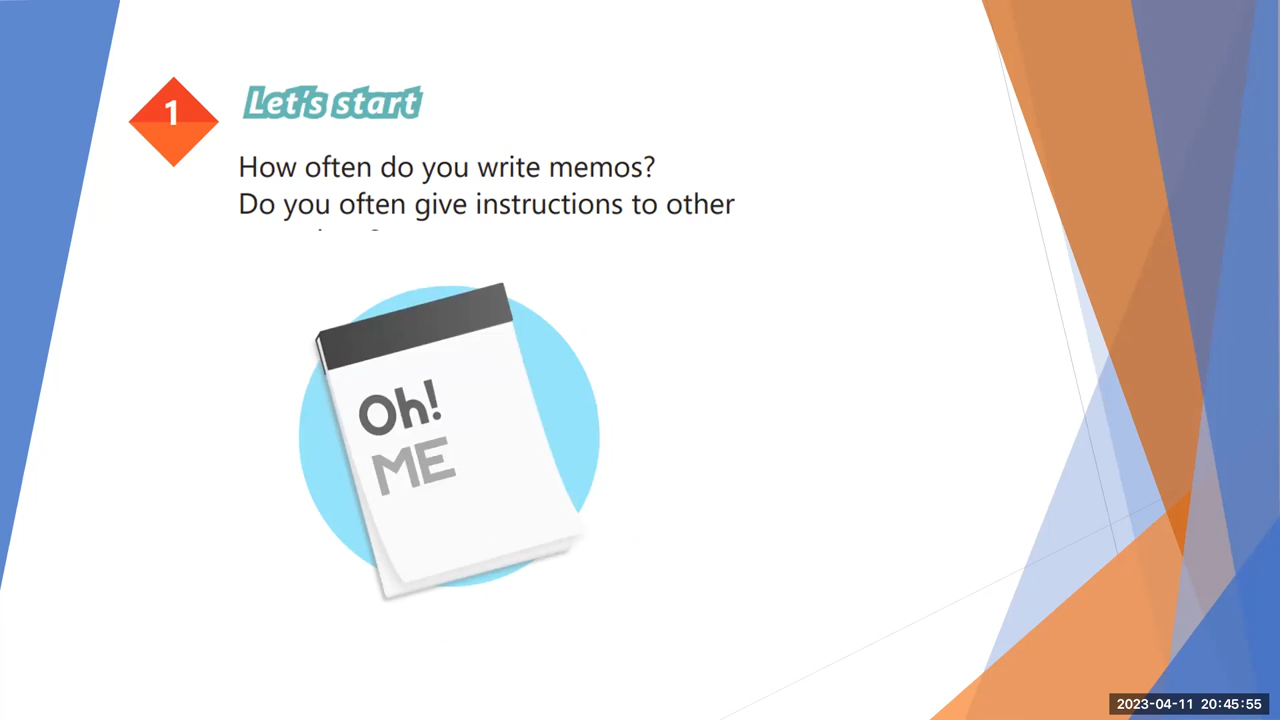 1
Let's start
How often do you write memos?
Do you often give instructions to other
Oh!
ME
2023-04-11 20:45:55